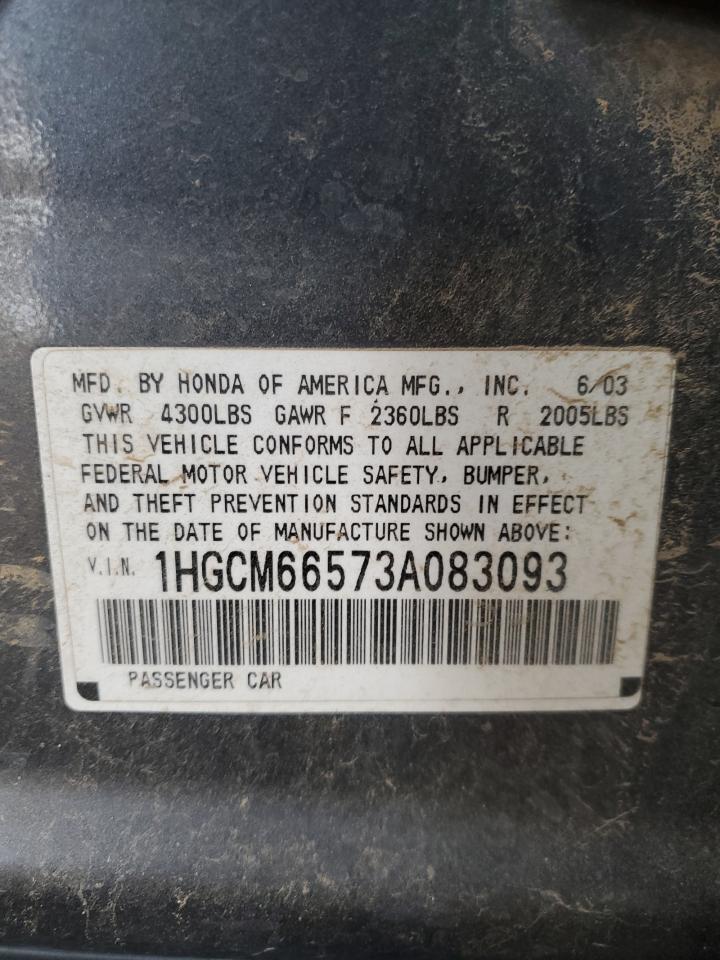 MFD. BY HONDA OF AMERICA MFG., INC. 6/03
GVWR 4300LBS GAWR F 2360LBS R 2005LBS
THIS VEHICLE CONFORMS TO ALL APPLICABLE
FEDERAL MOTOR VEHICLE SAFETY, BUMPER,
AND THEFT PREVENTION STANDARDS IN EFFECT
ON THE DATE OF MANUFACTURE SHOWN ABOVE:
V.I.N. 1HGCM66573A083093
PASSENGER CAR